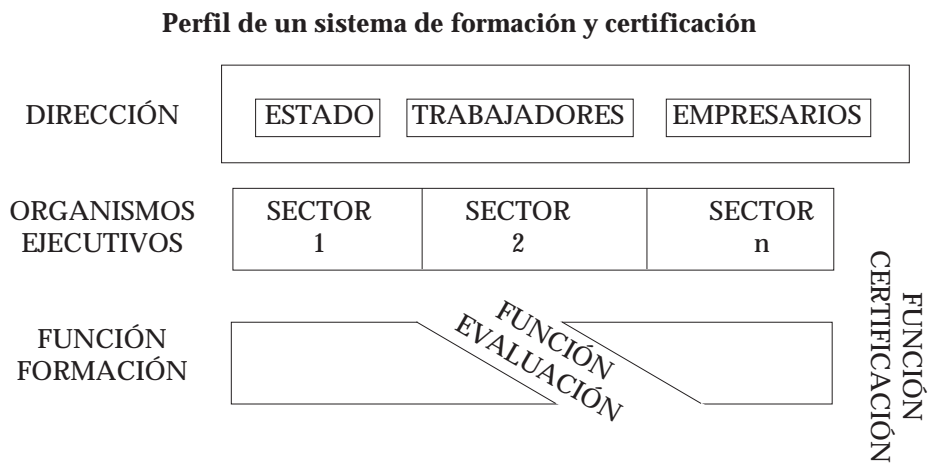 Perfil de un sistema de formación y certificación
DIRECCIÓN
ESTADO
TRABAJADORES
EMPRESARIOS
ORGANISMOS
EJECUTIVOS
SECTOR
1
SECTOR
2
SECTOR
n
FUNCIÓN
FORMACIÓN
FUNCIÓN
EVALUACIÓN
FUNCIÓN
CERTIFICACIÓN